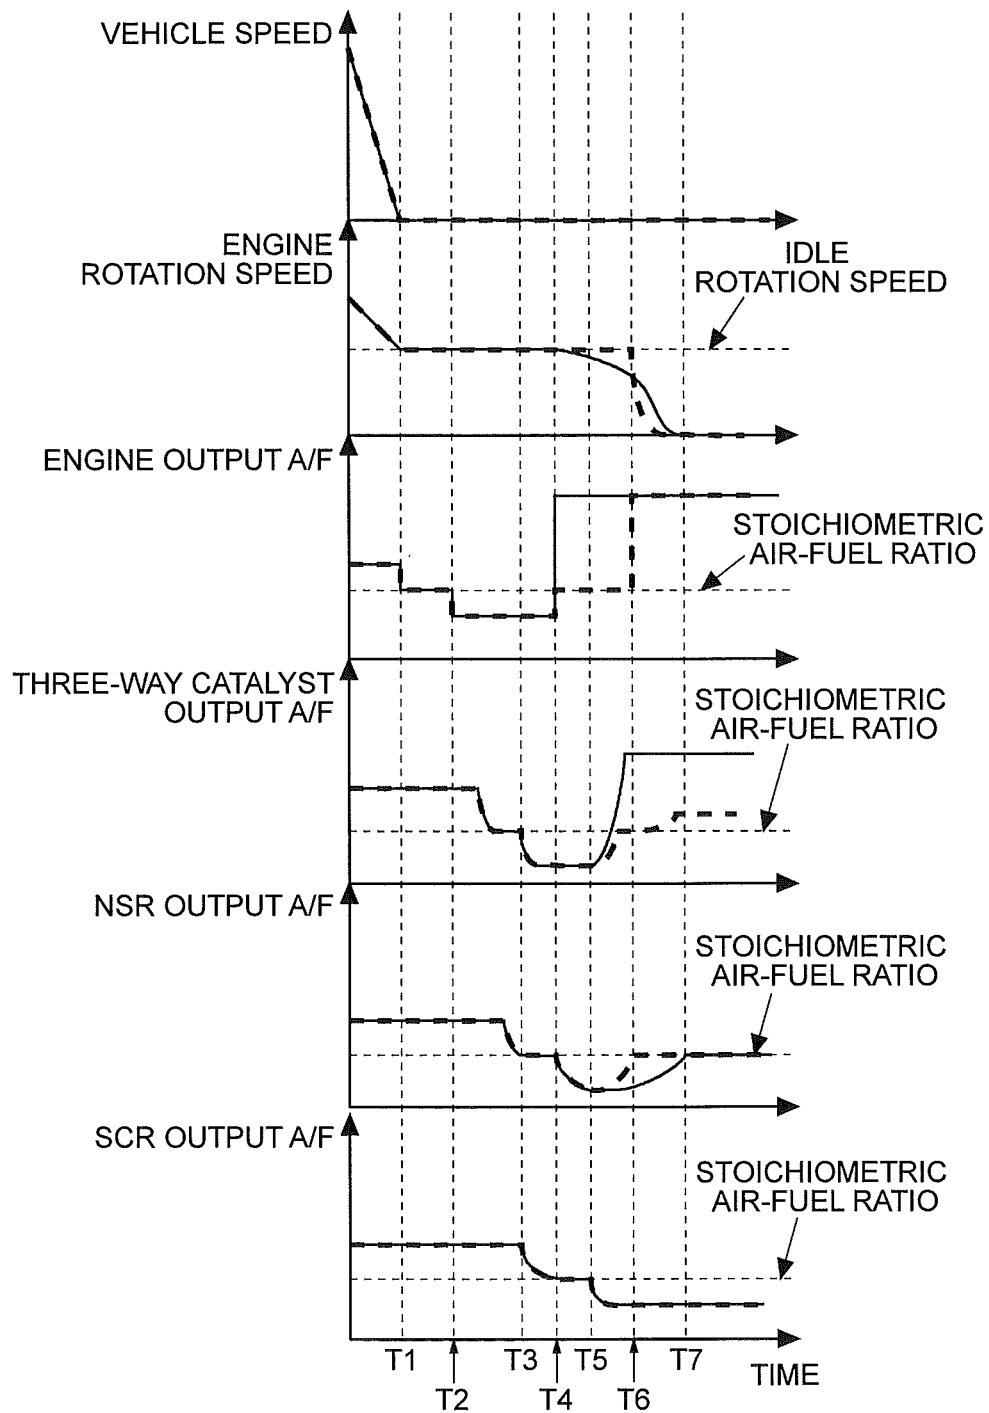 VEHICLE SPEED
ENGINE
ROTATION SPEED
IDLE
ROTATION SPEED
ENGINE OUTPUT A/F
STOICHIOMETRIC
AIR-FUEL RATIO
THREE-WAY CATALYST
OUTPUT A/F
STOICHIOMETRIC
AIR-FUEL RATIO
NSR OUTPUT A/F
STOICHIOMETRIC
AIR-FUEL RATIO
SCR OUTPUT A/F
STOICHIOMETRIC
AIR-FUEL RATIO
T1 T3 T5 T7 TIME
T2 T4 T6